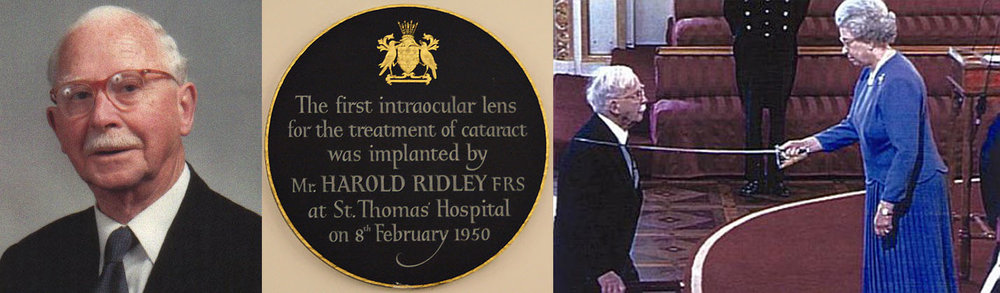 The first intraocular lens
for the treatment of cataract
was implanted by
Mr. HAROLD RIDLEY FRS
at St. Thomas' Hospital
on 8th February 1950